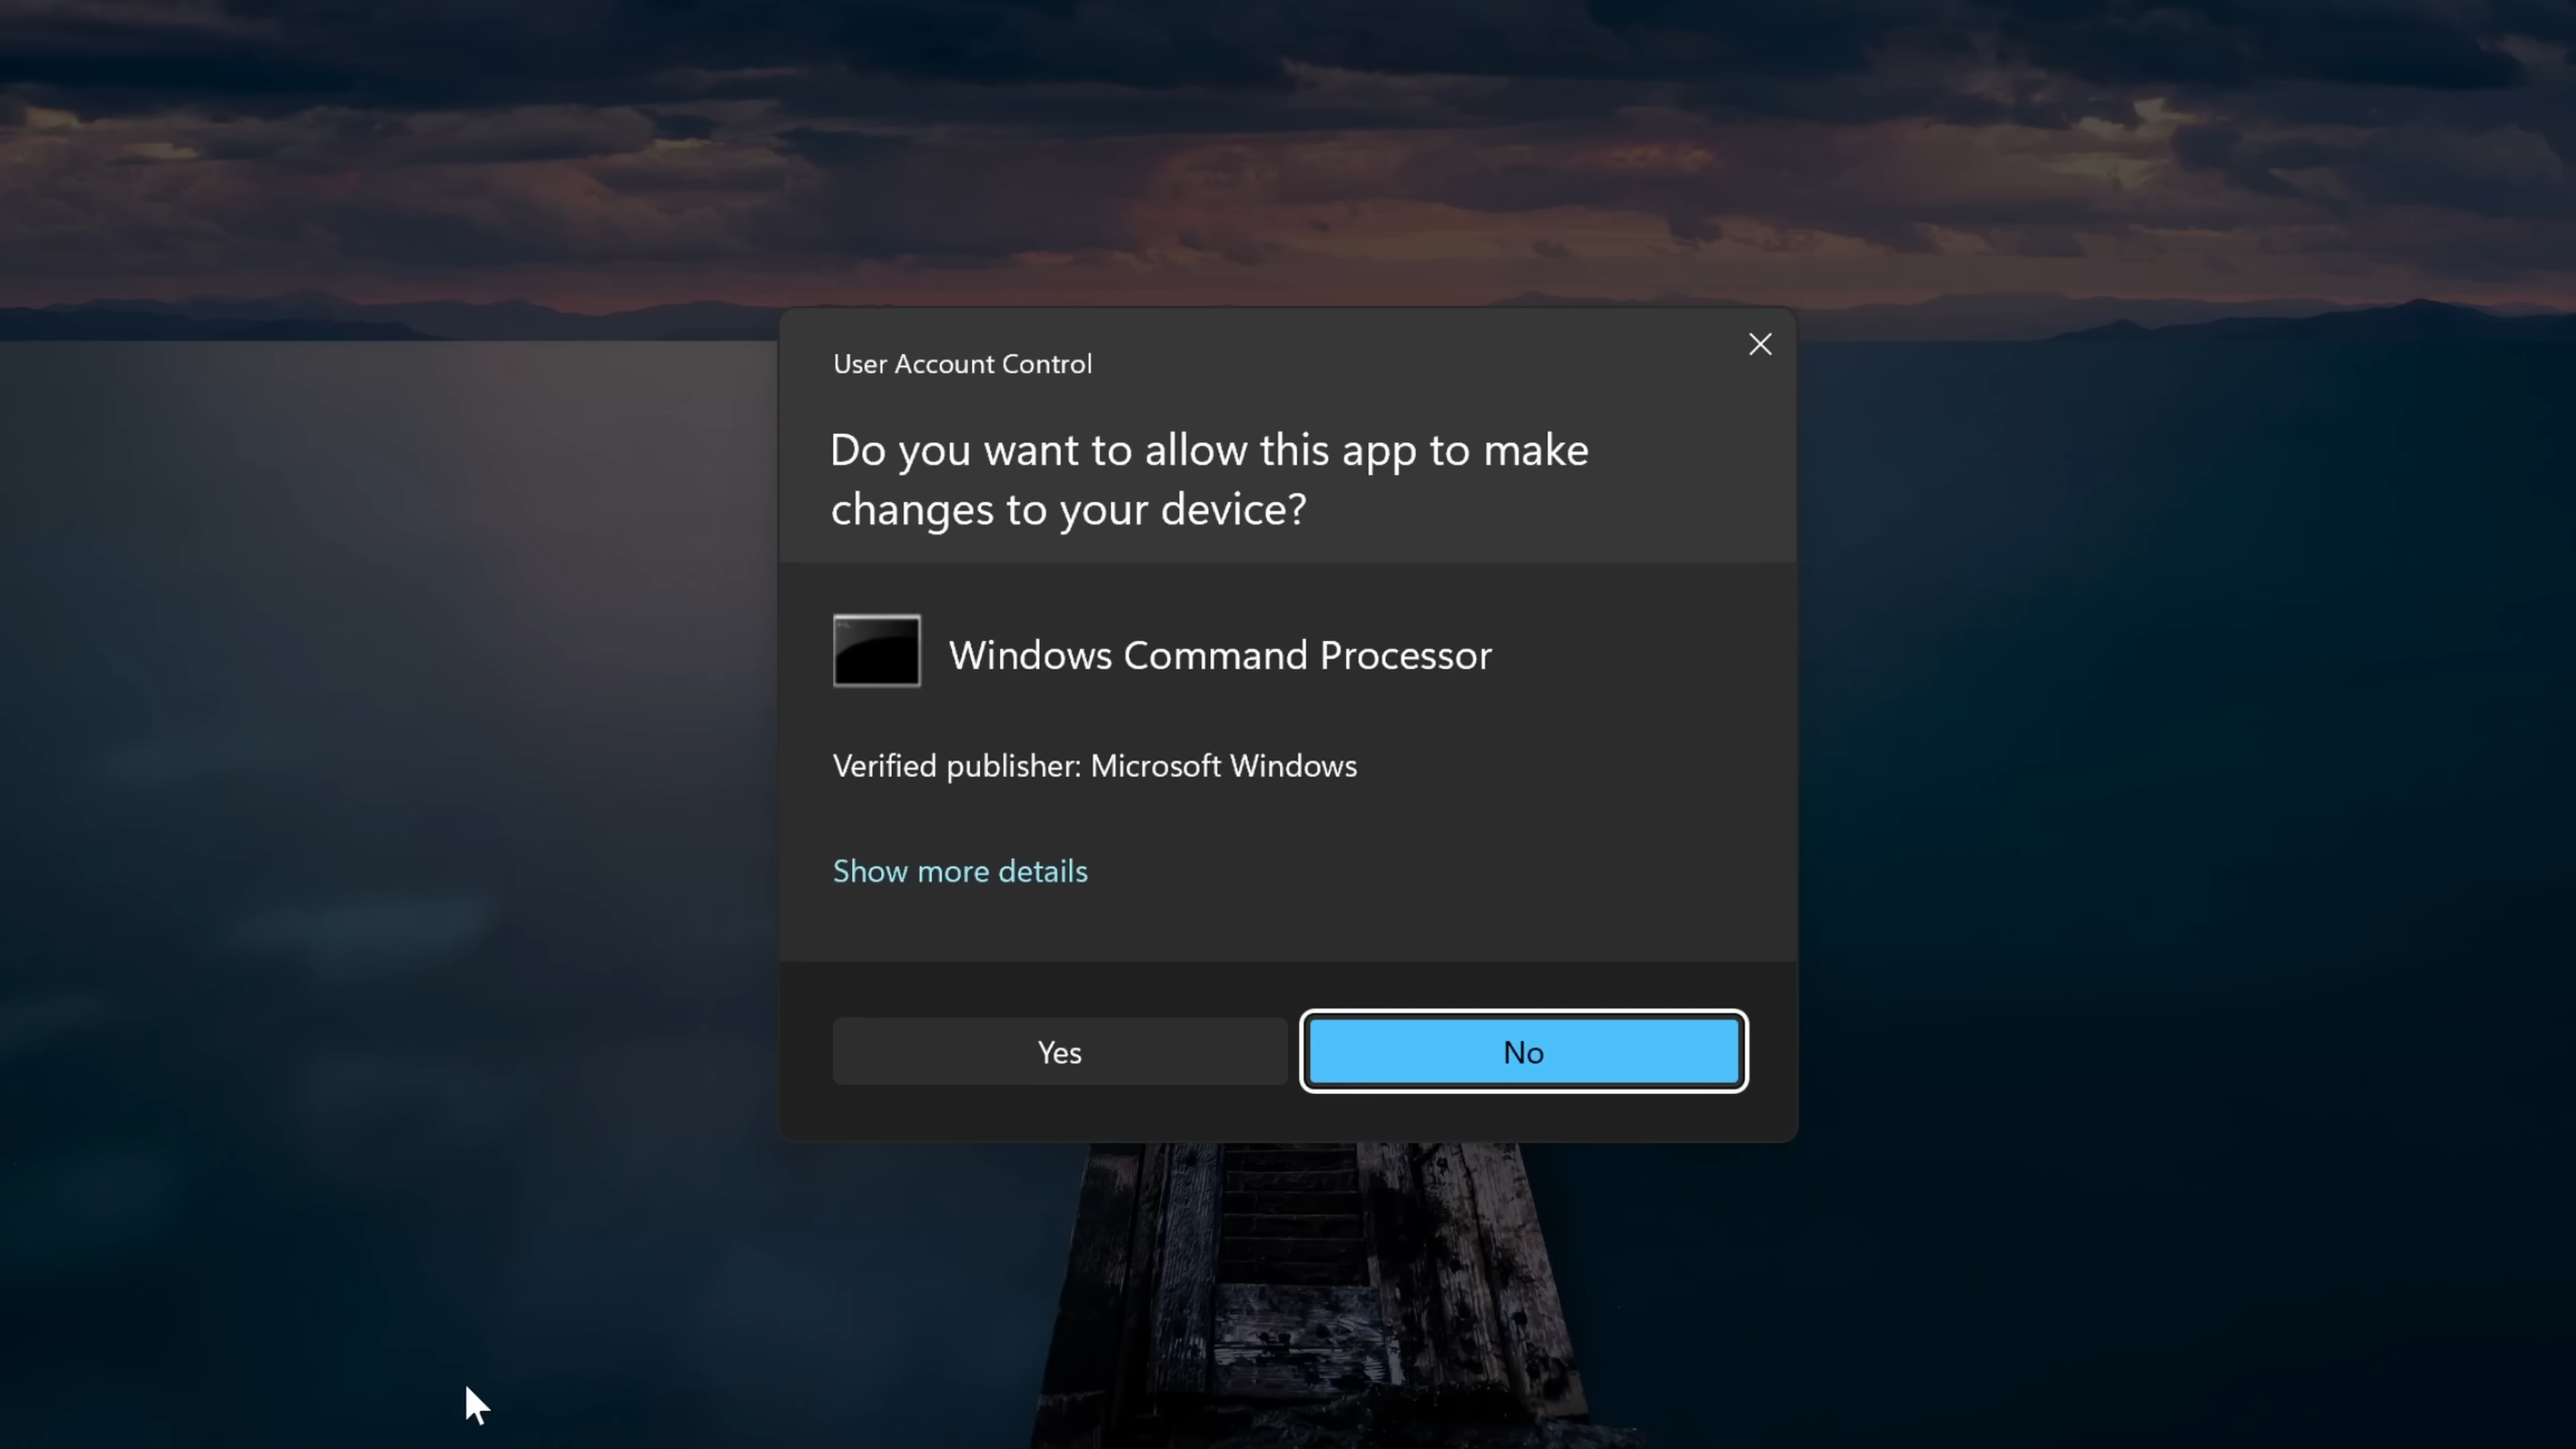 User Account Control
Do you want to allow this app to make
changes to your device?
Windows Command Processor
Verified publisher: Microsoft Windows
Show more details
Yes
No